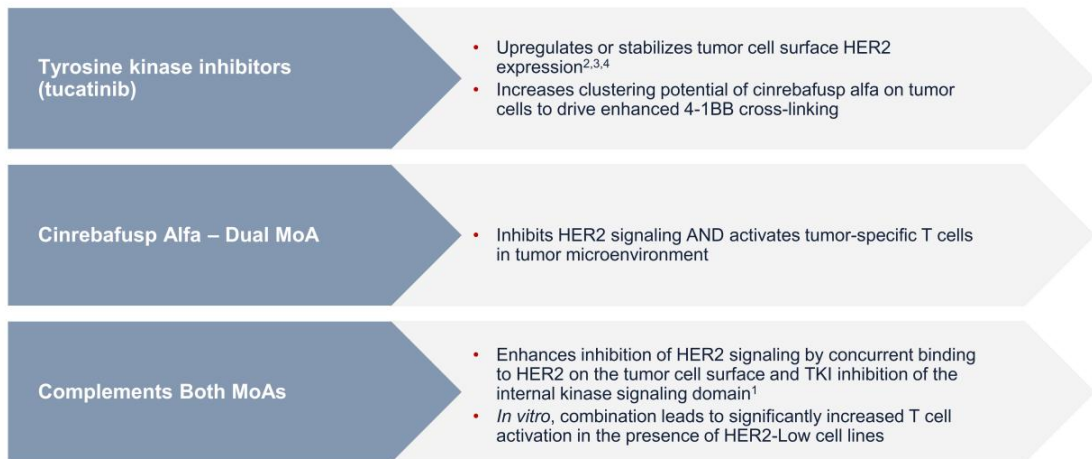 Tyrosine kinase inhibitors
(tucatinib)
• Upregulates or stabilizes tumor cell surface HER2
expression2,3,4
• Increases clustering potential of cinrebafusp alfa on tumor
cells to drive enhanced 4-1BB cross-linking
Cinrebafusp Alfa – Dual MoA
• Inhibits HER2 signaling AND activates tumor-specific T cells
in tumor microenvironment
Complements Both MoAs
• Enhances inhibition of HER2 signaling by concurrent binding
to HER2 on the tumor cell surface and TKI inhibition of the
internal kinase signaling domain1
• In vitro, combination leads to significantly increased T cell
activation in the presence of HER2-Low cell lines